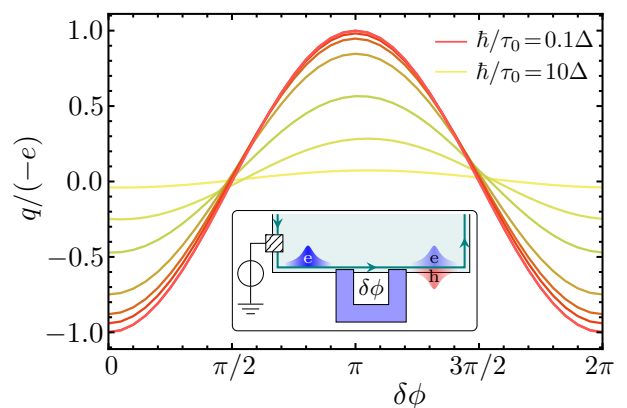 1.0
0.5
0.0
−0.5
−1.0
q/(−e)
ħ/τ₀ = 0.1Δ
ħ/τ₀ = 10Δ
e
e
h
δϕ
0
π/2
π
3π/2
2π
δϕ